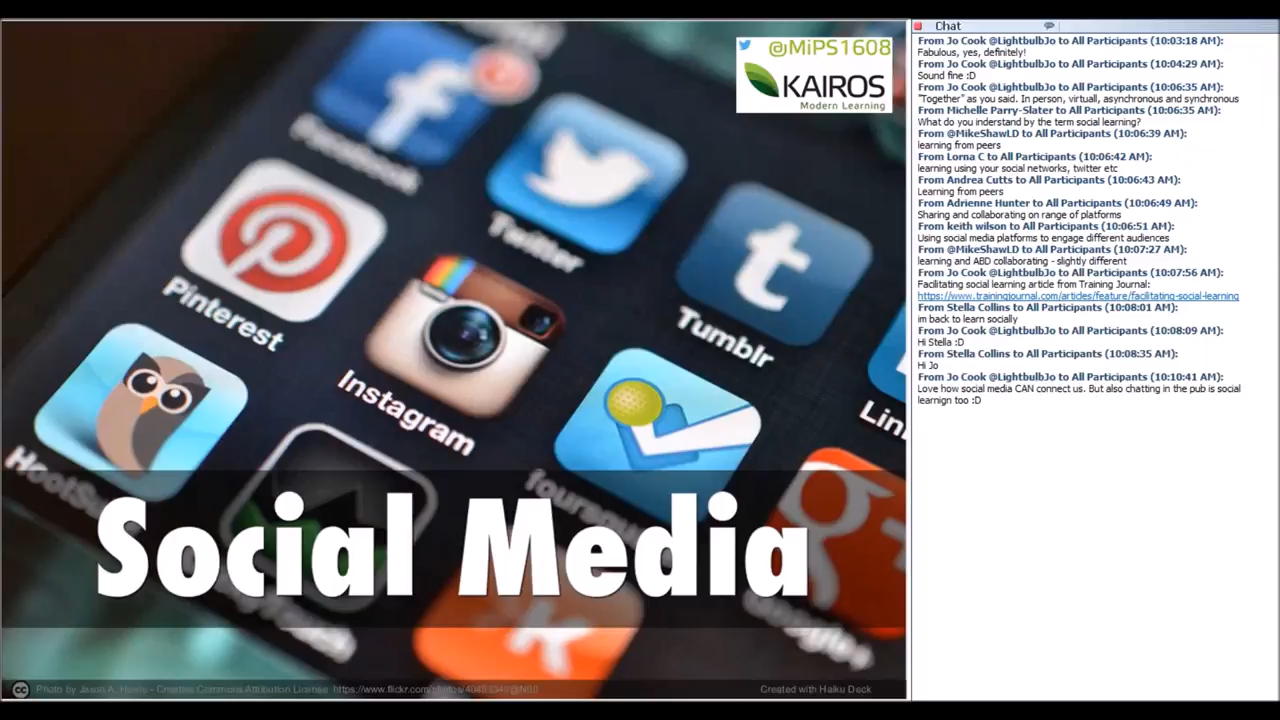 @MiPS1608
KAIROS
Modern Learning
Twitter
Pinterest
Tumblr
Instagram
Social Media
Google+
Photo by Jason A. Howie - Creative Commons Attribution License
Created with Haiku Deck
Chat
From Jo Cook @LightbulbJo to All Participants (10:03:18 AM):
Fabulous, yes, definitely!
From Jo Cook @LightbulbJo to All Participants (10:04:29 AM):
Sound fine :D
From Jo Cook @LightbulbJo to All Participants (10:06:35 AM):
"Together" as you said. In person, virtuall, asynchronous and synchronous
From Michelle Parry-Slater to All Participants (10:06:35 AM):
What do you inderstand by the term social learning?
From @MikeShawLD to All Participants (10:06:39 AM):
learning from peers
From Lorna C to All Participants (10:06:42 AM):
learning using your social networks, twitter etc
From Andrea Cutts to All Participants (10:06:43 AM):
Learning from peers
From Adrienne Hunter to All Participants (10:06:49 AM):
Sharing and collaborating on range of platforms
From keith wilson to All Participants (10:06:51 AM):
Using social media platforms to engage different audiences
From @MikeShawLD to All Participants (10:07:27 AM):
learning and ABD collaborating - slightly different
From Jo Cook @LightbulbJo to All Participants (10:07:56 AM):
Facilitating social learning article from Training Journal:
https://www.trainingjournal.com/articles/feature/facilitating-social-learning
From Stella Collins to All Participants (10:08:01 AM):
im back to learn socially
From Jo Cook @LightbulbJo to All Participants (10:08:09 AM):
Hi Stella :D
From Stella Collins to All Participants (10:08:35 AM):
Hi Jo
From Jo Cook @LightbulbJo to All Participants (10:10:41 AM):
Love how social media CAN connect us. But also chatting in the pub is social
learnign too :D